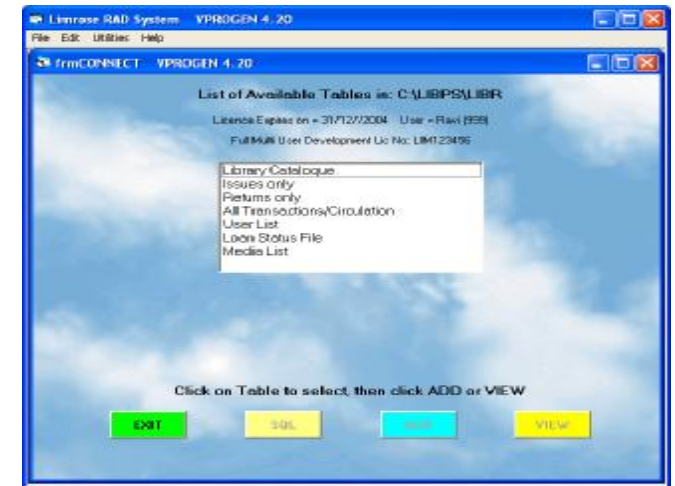 Limrose RAD System VPROGEN 4.20
File Edit Utilities Help
frmCONNECT VPROGEN 4.20
List of Available Tables in: C:\LIBPS\LIBR
Licence Expires on = 31/12/2004 User = Ravi (999)
Full Multi User Development Lic No: LIM123456
Library Catalogue
Issues only
Returns only
All Transactions/Circulation
User List
Loan Status File
Media List
Click on Table to select, then click ADD or VIEW
EXIT SQL VIEW